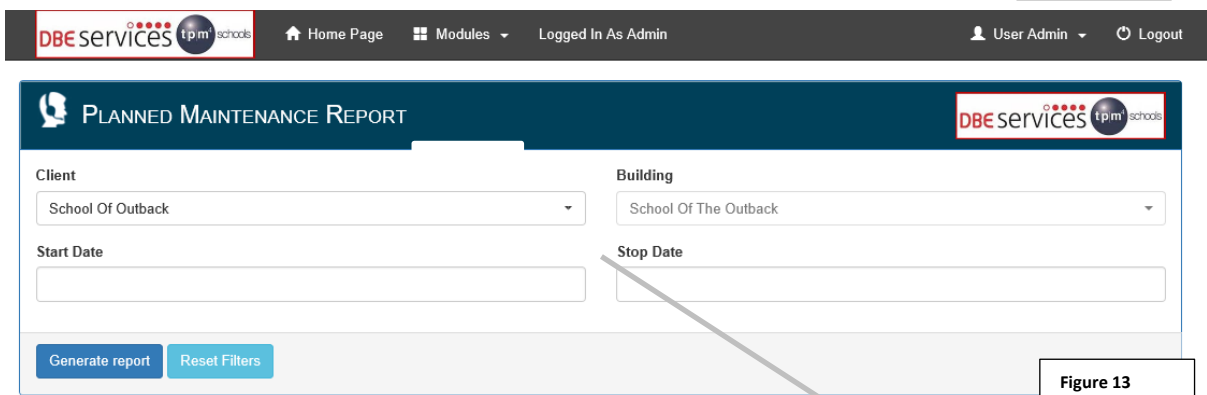 DBE services tpm4 schools Home Page Modules Logged In As Admin User Admin Logout
PLANNED MAINTENANCE REPORT DBE services tpm4 schools
Client Building
School Of Outback School Of The Outback
Start Date Stop Date
Generate report Reset Filters
Figure 13